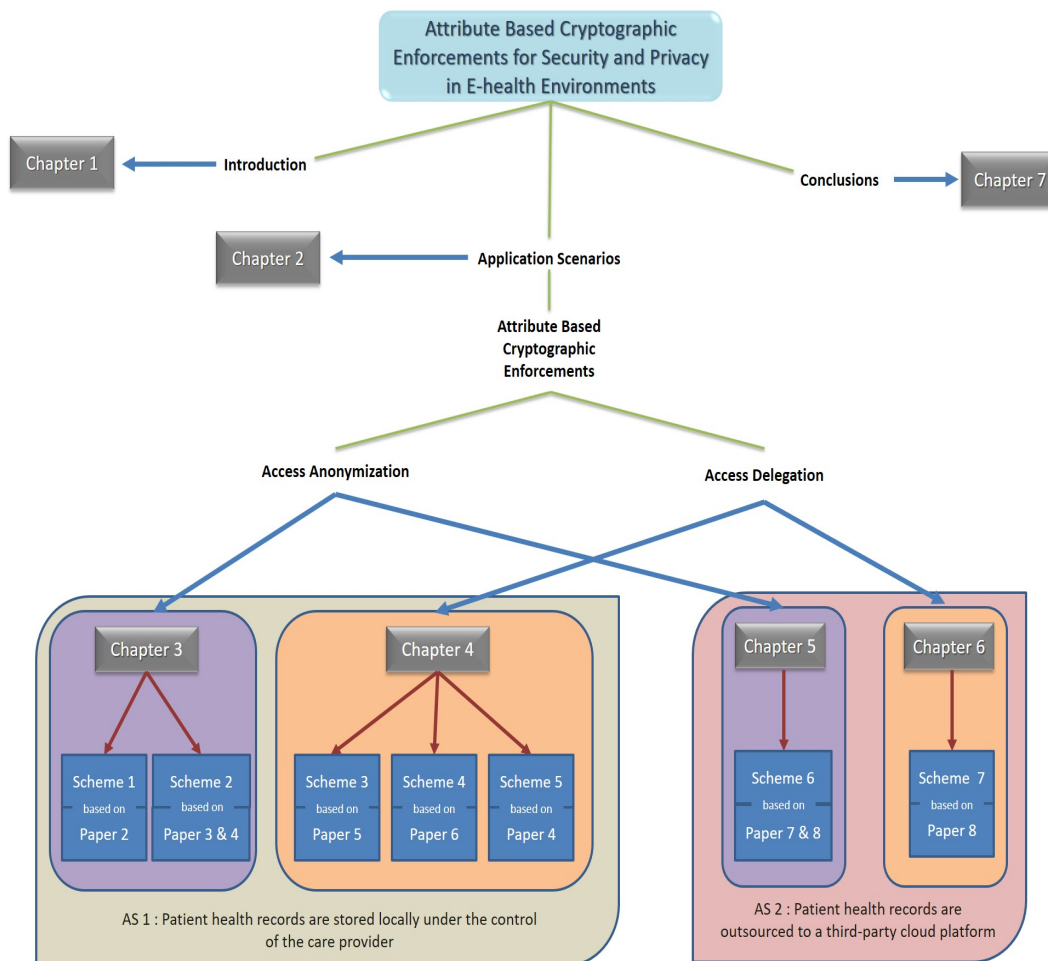 Attribute Based Cryptographic
Enforcements for Security and Privacy
in E-health Environments
Chapter 1
Introduction
Conclusions
Chapter 7
Chapter 2
Application Scenarios
Attribute Based
Cryptographic
Enforcements
Access Anonymization
Access Delegation
Chapter 3
Chapter 4
Chapter 5
Chapter 6
Scheme 1
based on
Paper 2
Scheme 2
based on
Paper 3 & 4
Scheme 3
based on
Paper 5
Scheme 4
based on
Paper 6
Scheme 5
based on
Paper 4
Scheme 6
based on
Paper 7 & 8
Scheme 7
based on
Paper 8
AS 1 : Patient health records are stored locally under the control
of the care provider
AS 2 : Patient health records are
outsourced to a third-party cloud platform